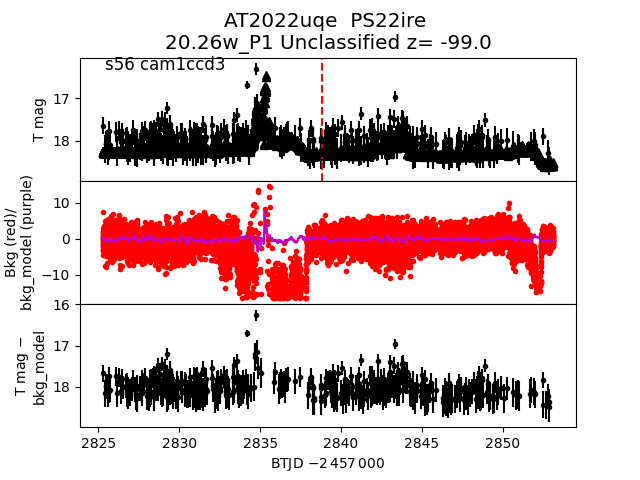 AT2022uqe  PS22ire
20.26w_P1 Unclassified z= -99.0
s56 cam1ccd3
T mag
17
18
Bkg (red)/
bkg_model (purple)
10
0
−10
T mag −
bkg_model
16
17
18
2825 2830 2835 2840 2845 2850
BTJD −2 457 000